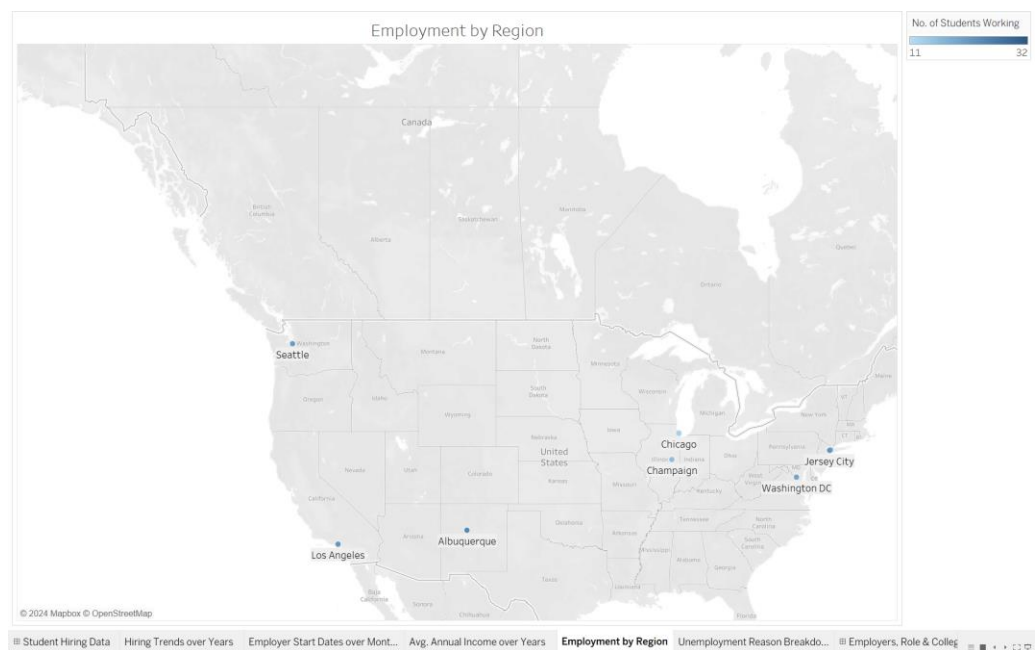 Employment by Region
No. of Students Working
11 32
Canada
British
Columbia
Alberta
Saskatchewan
Manitoba
Ontario
Quebec
Washington
Seattle
Montana
North
Dakota
Minnesota
Maine
Oregon
Idaho
South
Dakota
Wisconsin
Michigan
VT
New York
Wyoming
Iowa
Chicago
Nebraska
Pennsylvania
CT
Nevada
Utah
Colorado
United
States
Kansas
Illinois
Indiana
Ohio
Champaign
Jersey City
MD
DE
West
Virginia
Washington DC
Missouri
Kentucky
California
Los Angeles
Arizona
Albuquerque
Oklahoma
Arkansas
Tennessee
North
Carolina
South
Carolina
Mississippi
Alabama
Georgia
Texas
Louisiana
Baja
California
Sonora
Chihuahua
Florida
© 2024 Mapbox © OpenStreetMap
Student Hiring Data Hiring Trends over Years Employer Start Dates over Mont... Avg. Annual Income over Years Employment by Region Unemployment Reason Breakdo... Employers, Role & Colleg